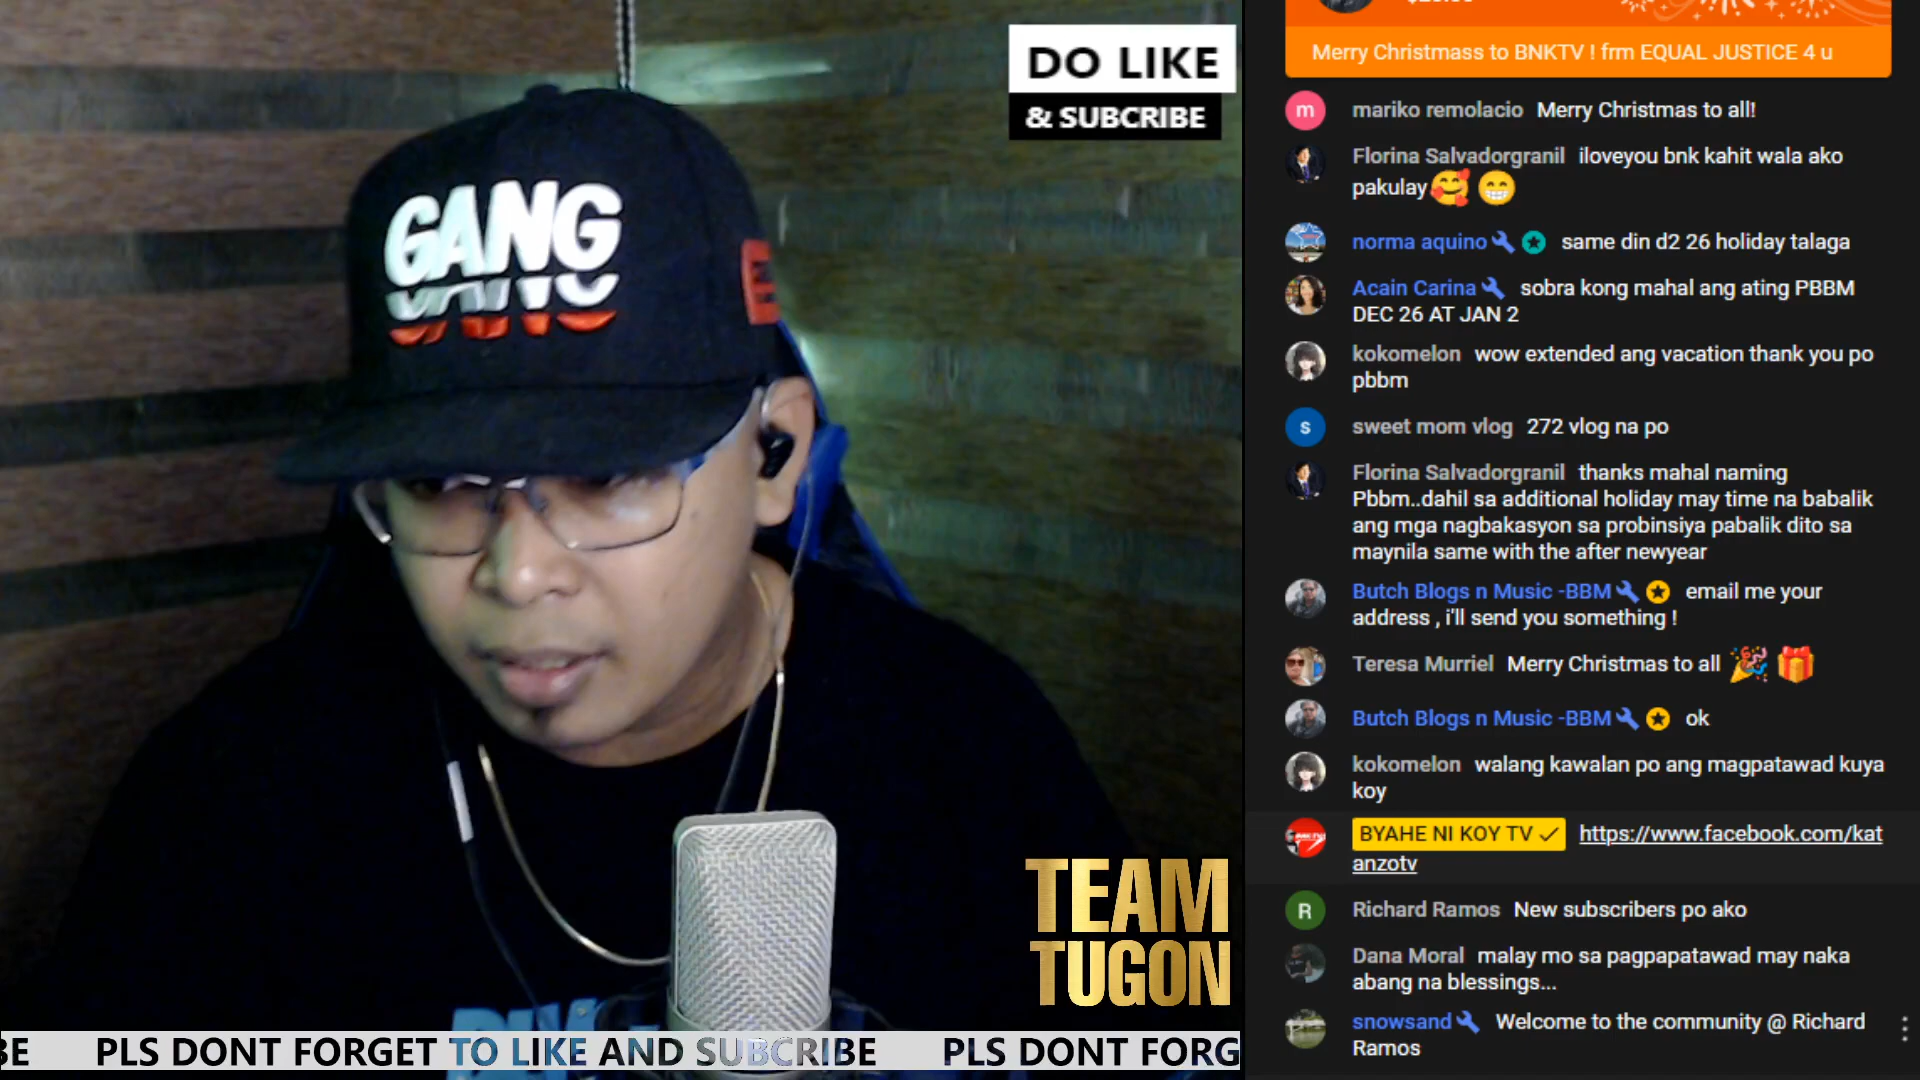 DO LIKE
& SUBCRIBE
GANG
TEAM
TUGON
BE PLS DONT FORGET TO LIKE AND SUBCRIBE PLS DONT FORG
Merry Christmass to BNKTV ! frm EQUAL JUSTICE 4 u
m mariko remolacio Merry Christmas to all!
Florina Salvadorgranil iloveyou bnk kahit wala ako
pakulay🥰 😁
norma aquino same din d2 26 holiday talaga
Acain Carina sobra kong mahal ang ating PBBM
DEC 26 AT JAN 2
kokomelon wow extended ang vacation thank you po
pbbm
s sweet mom vlog 272 vlog na po
Florina Salvadorgranil thanks mahal naming
Pbbm..dahil sa additional holiday may time na babalik
ang mga nagbakasyon sa probinsiya pabalik dito sa
maynila same with the after newyear
Butch Blogs n Music -BBM email me your
address , i'll send you something !
Teresa Murriel Merry Christmas to all 🎉 🎁
Butch Blogs n Music -BBM ok
kokomelon walang kawalan po ang magpatawad kuya
koy
BYAHE NI KOY TV ✓ https://www.facebook.com/kat
anzotv
R Richard Ramos New subscribers po ako
Dana Moral malay mo sa pagpapatawad may naka
abang na blessings...
snowsand Welcome to the community @ Richard
Ramos